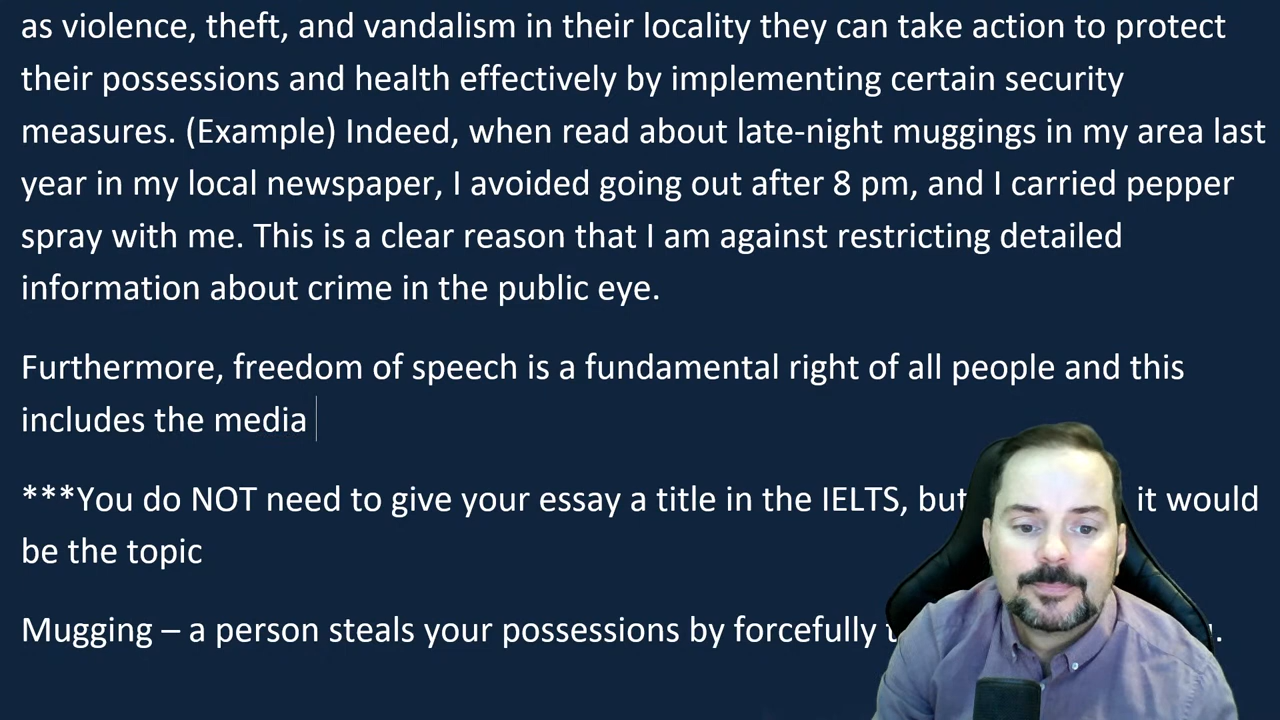 as violence, theft, and vandalism in their locality they can take action to protect
their possessions and health effectively by implementing certain security
measures. (Example) Indeed, when read about late-night muggings in my area last
year in my local newspaper, I avoided going out after 8 pm, and I carried pepper
spray with me. This is a clear reason that I am against restricting detailed
information about crime in the public eye.
Furthermore, freedom of speech is a fundamental right of all people and this
includes the media
***You do NOT need to give your essay a title in the IELTS, but it would
be the topic
Mugging – a person steals your possessions by forcefully